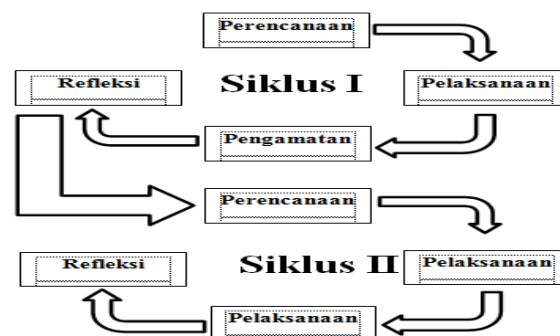 Perencanaan
Refleksi
Siklus I
Pelaksanaan
Pengamatan
Perencanaan
Refleksi
Siklus II
Pelaksanaan
Pelaksanaan